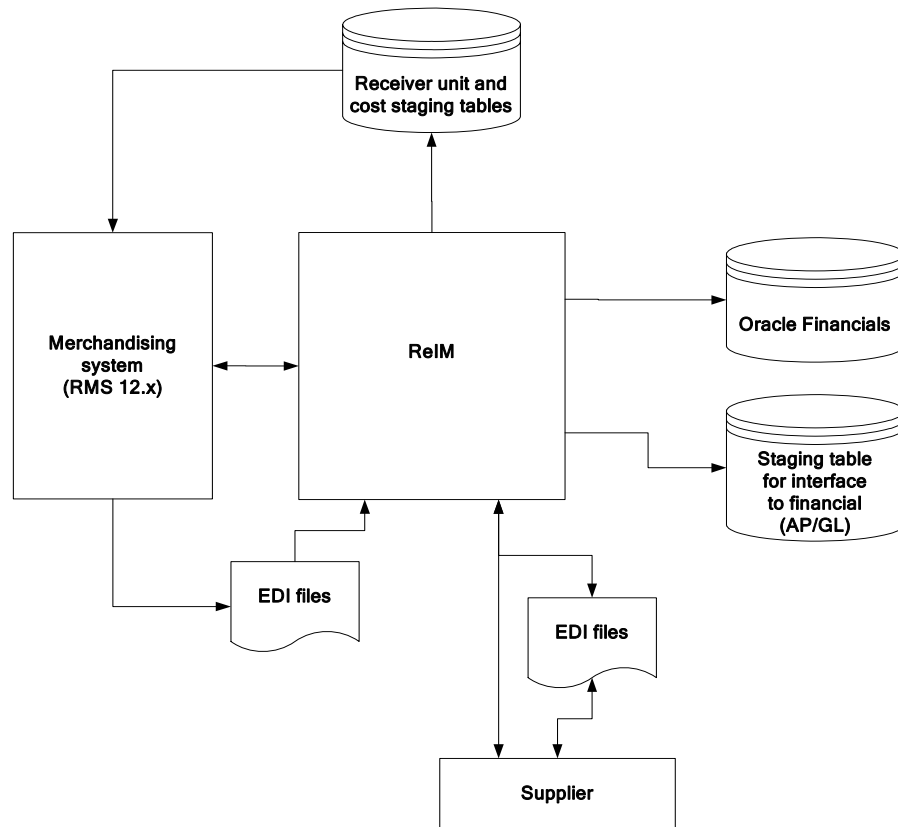 Receiver unit and
cost staging tables
Merchandising
system
(RMS 12.x)
ReIM
Oracle Financials
Staging table
for interface
to financial
(AP/GL)
EDI files
EDI files
Supplier